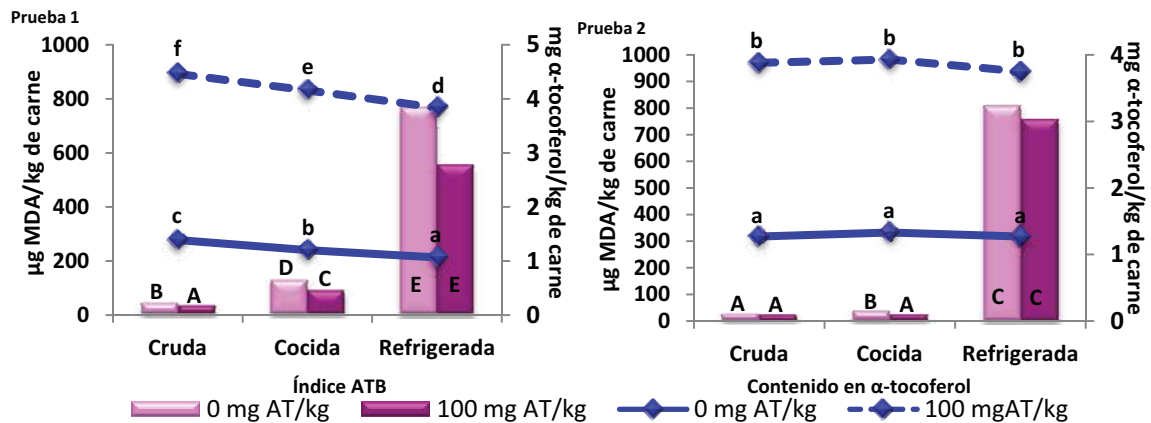 Prueba 1
µg MDA/kg de carne
1000
800
600
400
200
0
f
e
d
c
b
a
B
A
D
C
E
E
5
4
3
2
1
0
mg α-tocoferol/kg de carne
Cruda
Cocida
Refrigerada
Prueba 2
µg MDA/kg de carne
1000
900
800
700
600
500
400
300
200
100
0
b
b
b
a
a
a
A
A
B
A
C
C
4
3
2
1
0
mg α-tocoferol/kg de carne
Cruda
Cocida
Refrigerada
Índice ATB
Contenido en α-tocoferol
0 mg AT/kg
100 mg AT/kg
0 mg AT/kg
100 mgAT/kg